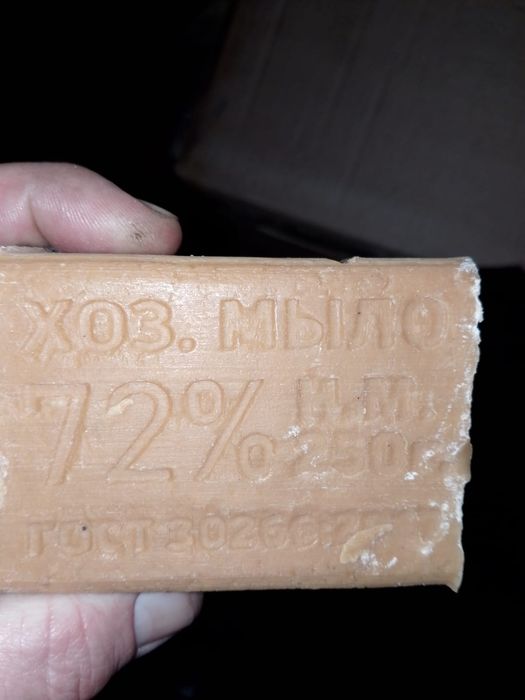 ХОЗ. МЫЛО
72% Н.М.
0,250г.
ГОСТ 30266-